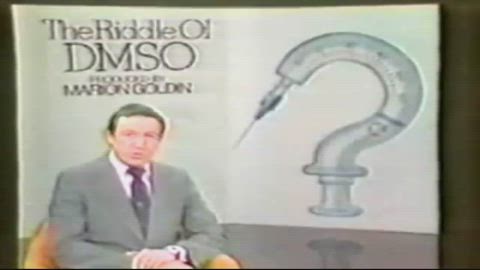 The Riddle Of
DMSO
PRODUCED BY
MARION GOLDIN